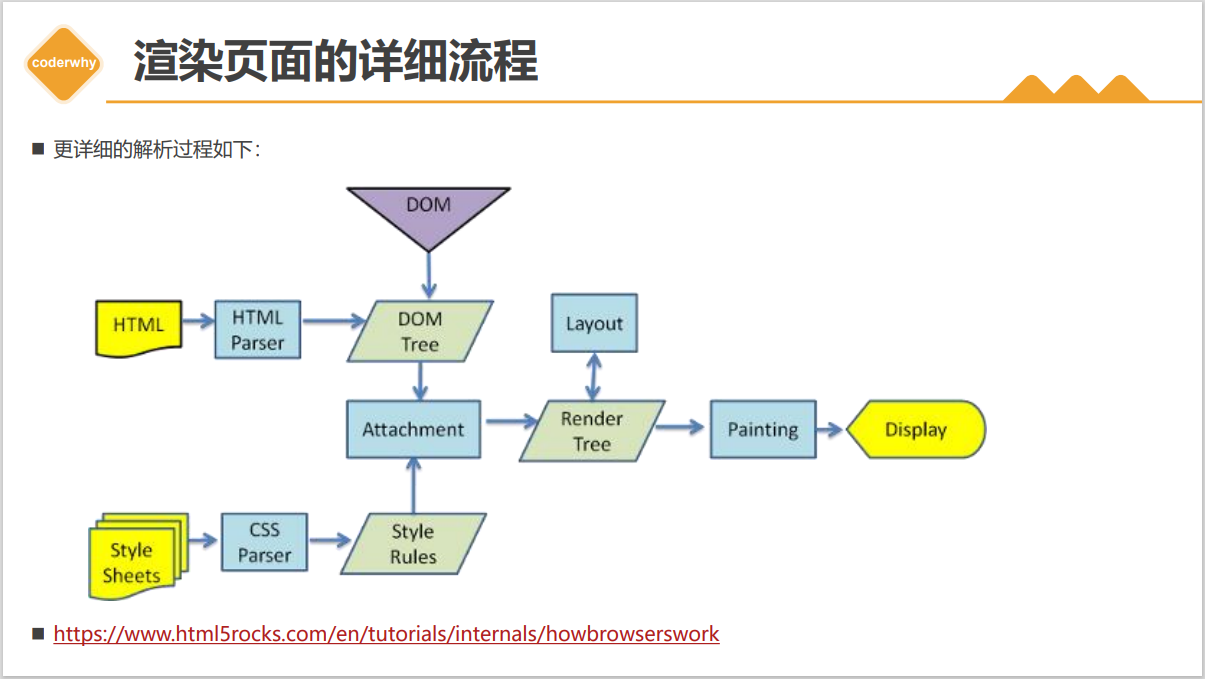 coderwhy
渲染页面的详细流程
更详细的解析过程如下：
DOM
HTML
HTML
Parser
DOM
Tree
Layout
Attachment
Render
Tree
Painting
Display
Style
Sheets
CSS
Parser
Style
Rules
https://www.html5rocks.com/en/tutorials/internals/howbrowserswork